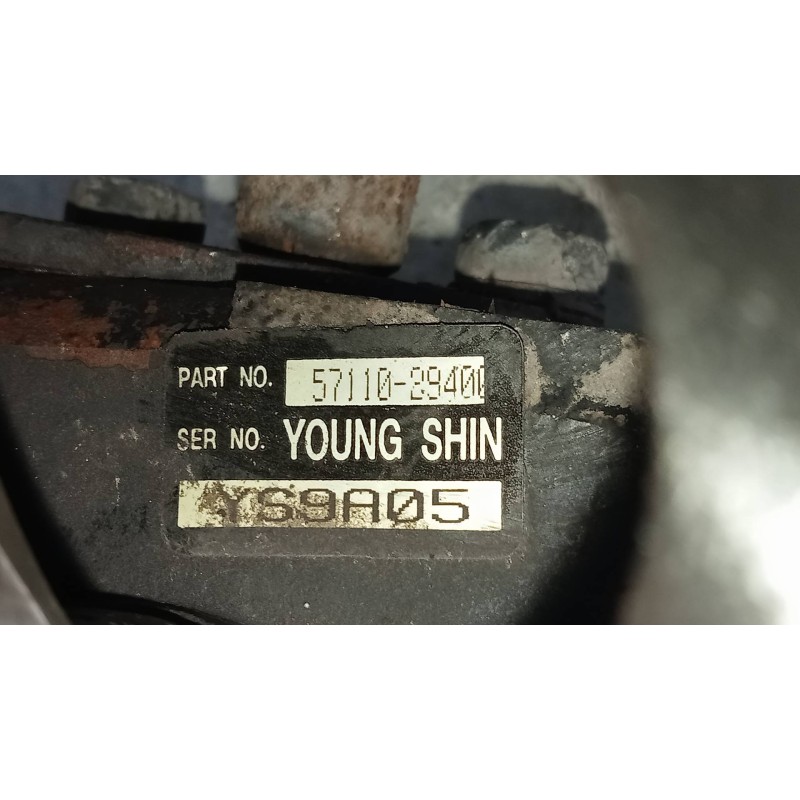 PART NO. 57110-29400
SER NO. YOUNG SHIN
YS9A05